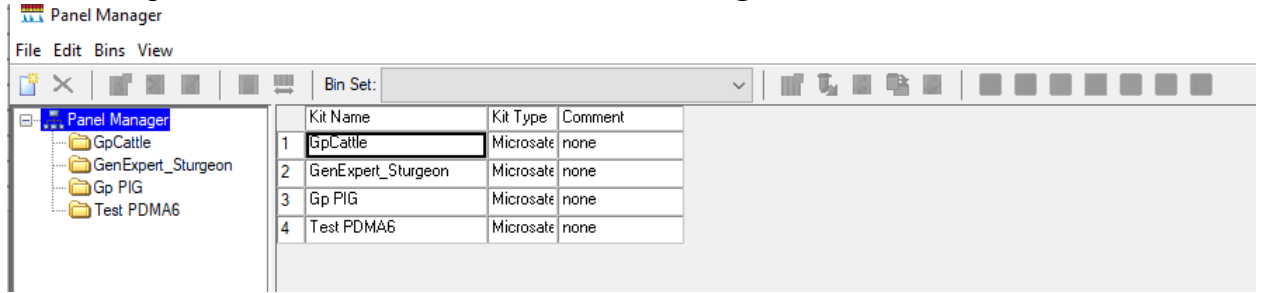 Panel Manager
File Edit Bins View
Bin Set:
Panel Manager
GpCattle
GenExpert_Sturgeon
Gp PIG
Test PDMA6
Kit Name Kit Type Comment
1 GpCattle Microsate none
2 GenExpert_Sturgeon Microsate none
3 Gp PIG Microsate none
4 Test PDMA6 Microsate none